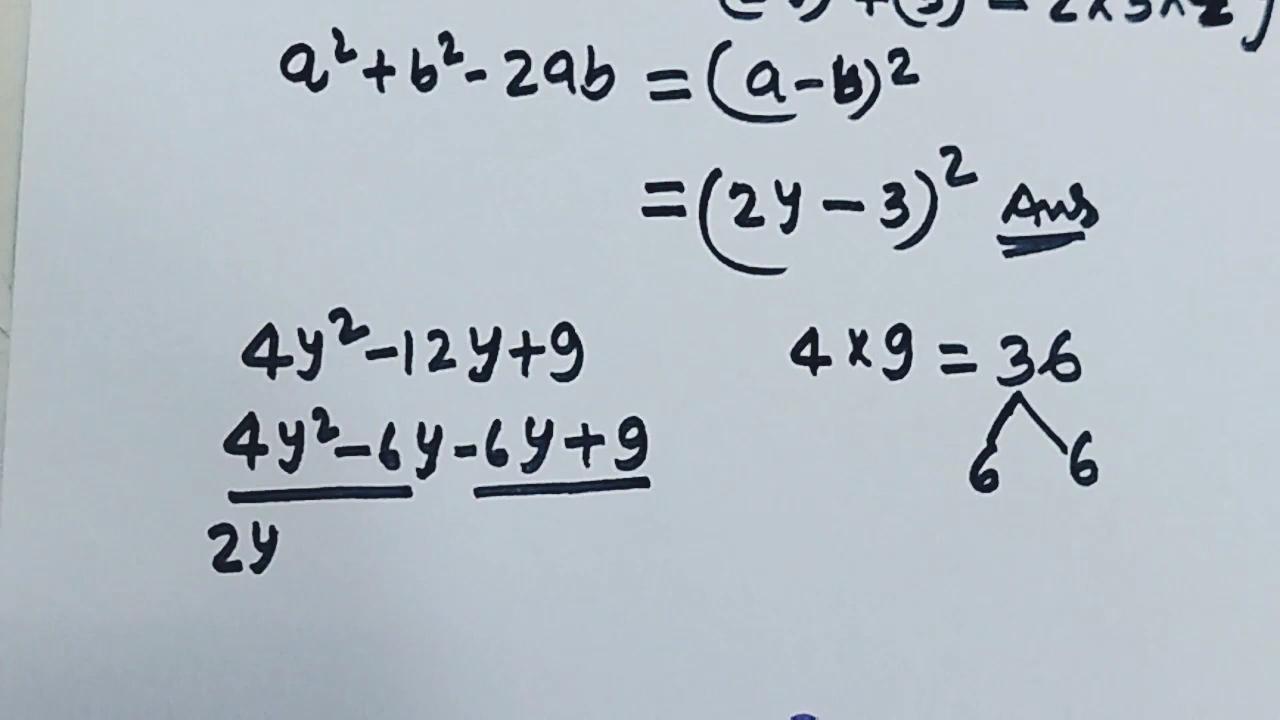 a² + b² - 2ab = (a - b)²
= (2y - 3)² Ans
4y² - 12y + 9
4 × 9 = 36
6 6
4y² - 6y - 6y + 9
2y